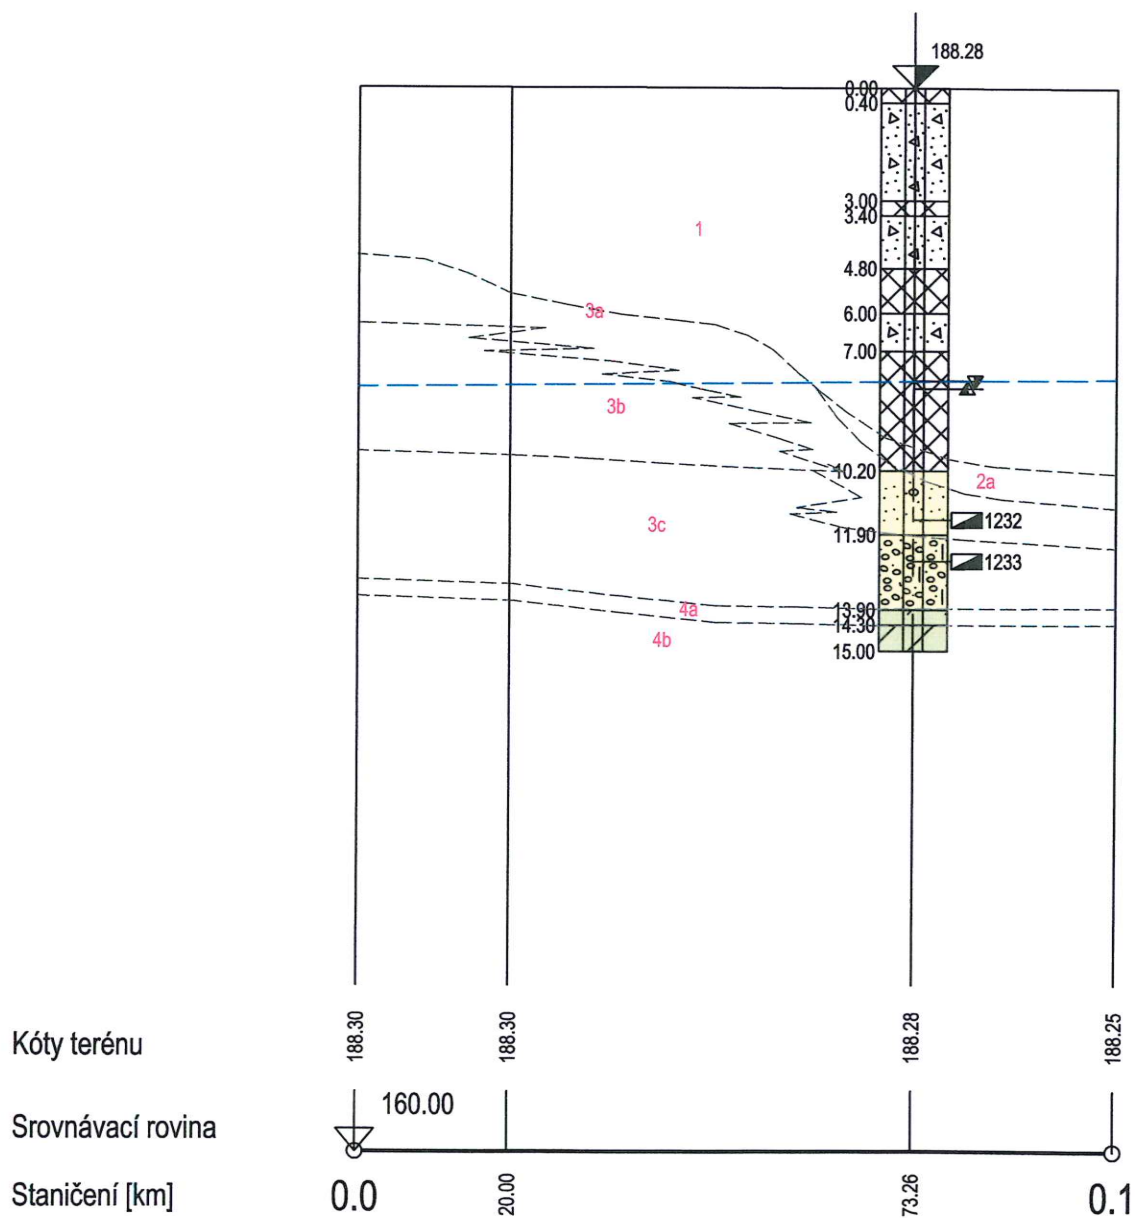 188.28
0.00
0.40
3.00
3.40
1
4.80
3a
6.00
7.00
3b
10.20
2a
3c
1232
11.90
1233
4a
13.90
14.30
4b
15.00
Kóty terénu 188.30 188.30 188.28 188.25
Srovnávací rovina 160.00
Staničení [km] 0.0 20.00 73.26 0.1